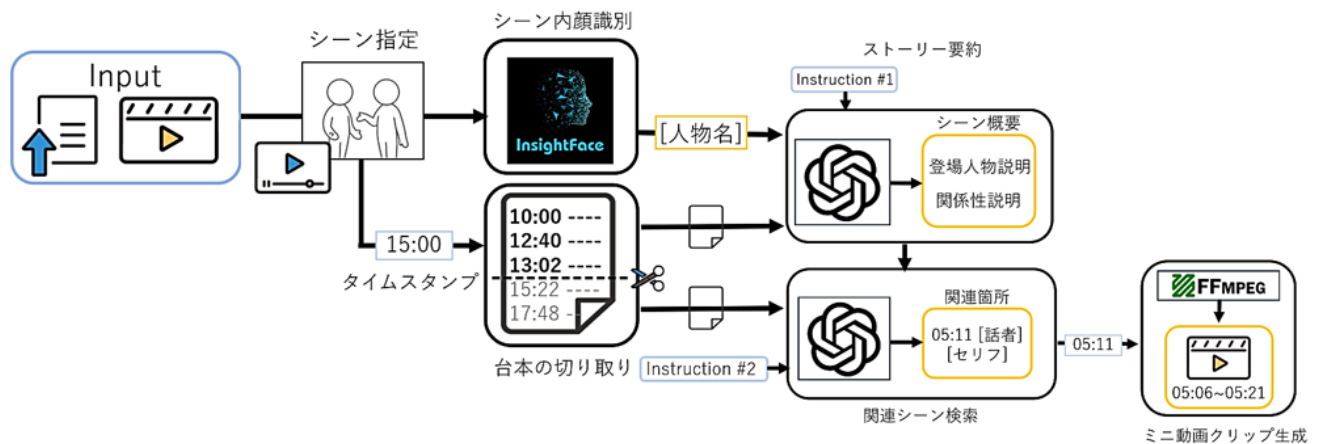 Input
シーン指定
シーン内顔識別
InsightFace
[人物名]
ストーリー要約
Instruction #1
シーン概要
登場人物説明
関係性説明
15:00
タイムスタンプ
10:00 ----
12:40 ----
13:02 ----
15:22 ----
17:48 -
台本の切り取り
Instruction #2
関連箇所
05:11 [話者]
[セリフ]
関連シーン検索
05:11
FFMPEG
05:06~05:21
ミニ動画クリップ生成